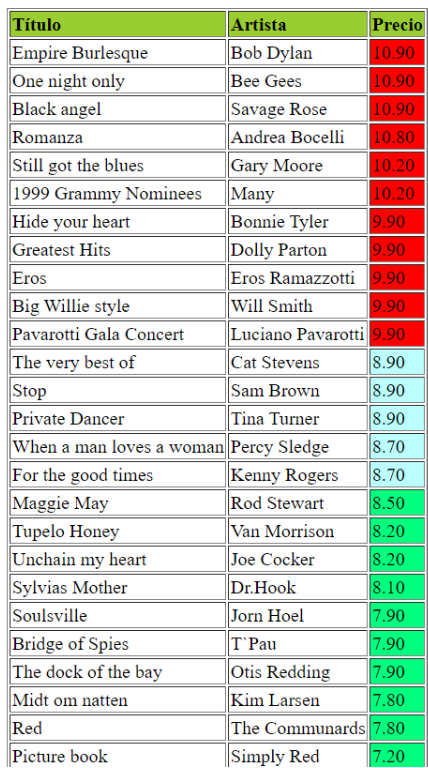 Título Artista Precio
Empire Burlesque Bob Dylan 10.90
One night only Bee Gees 10.90
Black angel Savage Rose 10.90
Romanza Andrea Bocelli 10.80
Still got the blues Gary Moore 10.20
1999 Grammy Nominees Many 10.20
Hide your heart Bonnie Tyler 9.90
Greatest Hits Dolly Parton 9.90
Eros Eros Ramazzotti 9.90
Big Willie style Will Smith 9.90
Pavarotti Gala Concert Luciano Pavarotti 9.90
The very best of Cat Stevens 8.90
Stop Sam Brown 8.90
Private Dancer Tina Turner 8.90
When a man loves a woman Percy Sledge 8.70
For the good times Kenny Rogers 8.70
Maggie May Rod Stewart 8.50
Tupelo Honey Van Morrison 8.20
Unchain my heart Joe Cocker 8.20
Sylvias Mother Dr.Hook 8.10
Soulsville Jorn Hoel 7.90
Bridge of Spies T`Pau 7.90
The dock of the bay Otis Redding 7.90
Midt om natten Kim Larsen 7.80
Red The Communards 7.80
Picture book Simply Red 7.20